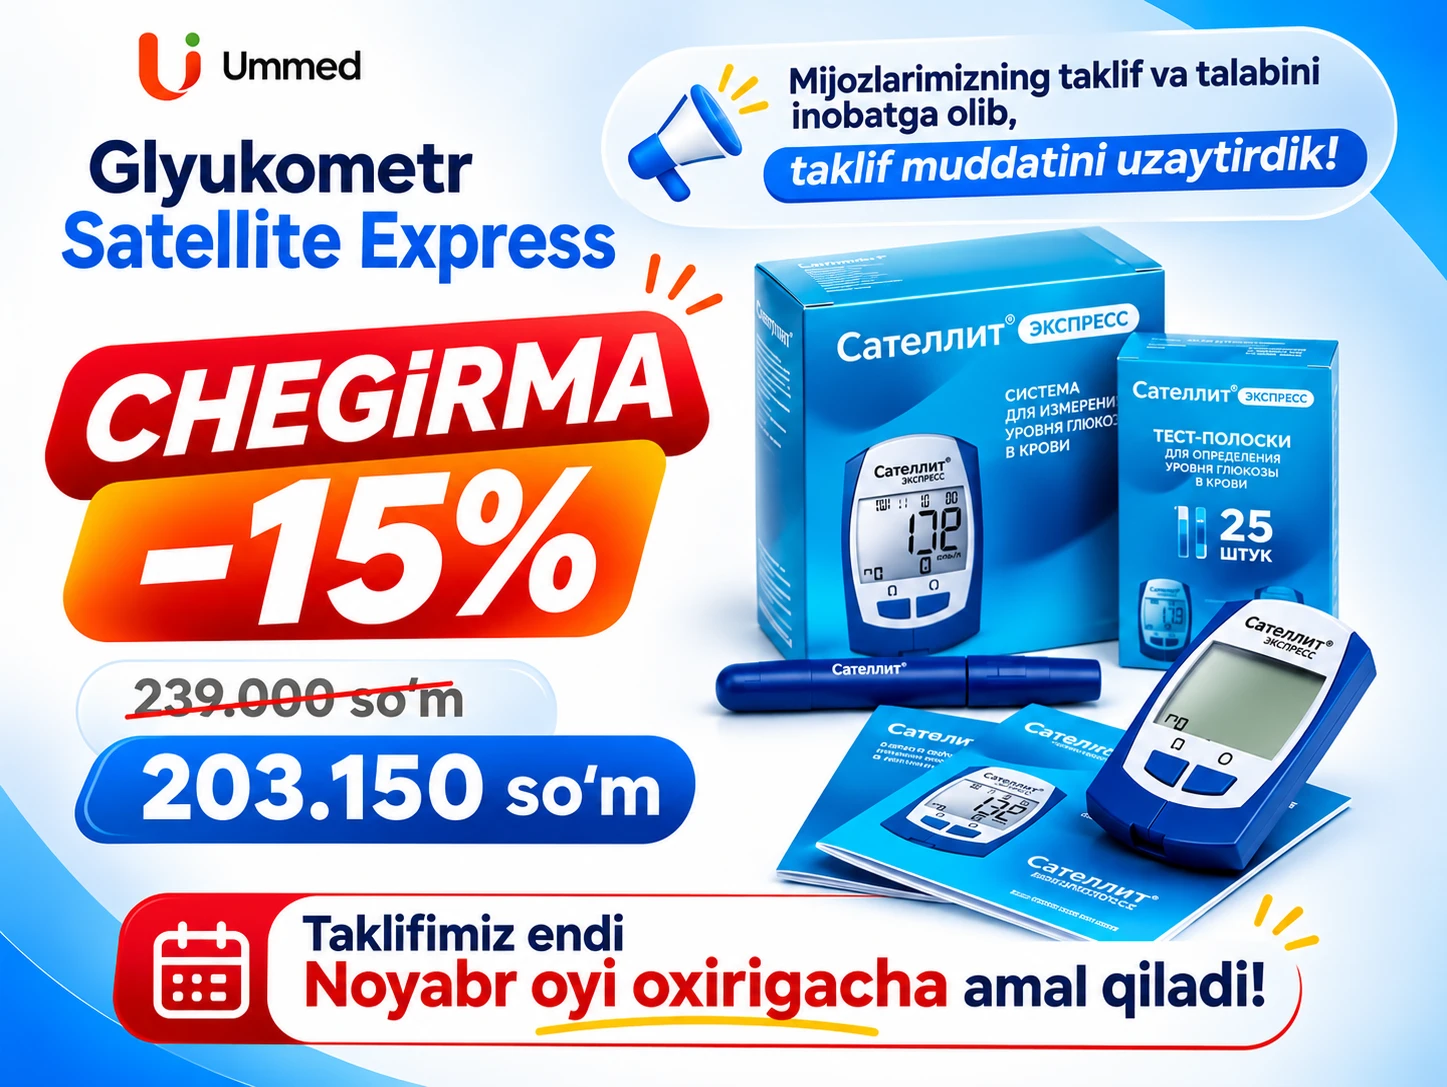 Ummed
Glyukometr
Satellite Express
Mijozlarimizning taklif va talabini
inobatga olib,
taklif muddatini uzaytirdik!
CHEGiRMA
-15%
239.000 so‘m
203.150 so‘m
Сателлит® ЭКСПРЕСС
СИСТЕМА
ДЛЯ ИЗМЕРЕНИ
УРОВНЯ ГЛЮКОЗ
В КРОВИ
Сателлит
ЭКСПРЕСС
Сателлит® ЭКСПРЕСС
ТЕСТ-ПОЛОСКИ
ДЛЯ ОПРЕДЕЛЕНИЯ
УРОВНЯ ГЛЮКОЗЫ
В КРОВИ
25
ШТУК
Сателлит®
Сателлит®
ЭКСПРЕСС
Сателлит®
Taklifimiz endi
Noyabr oyi oxirigacha amal qiladi!